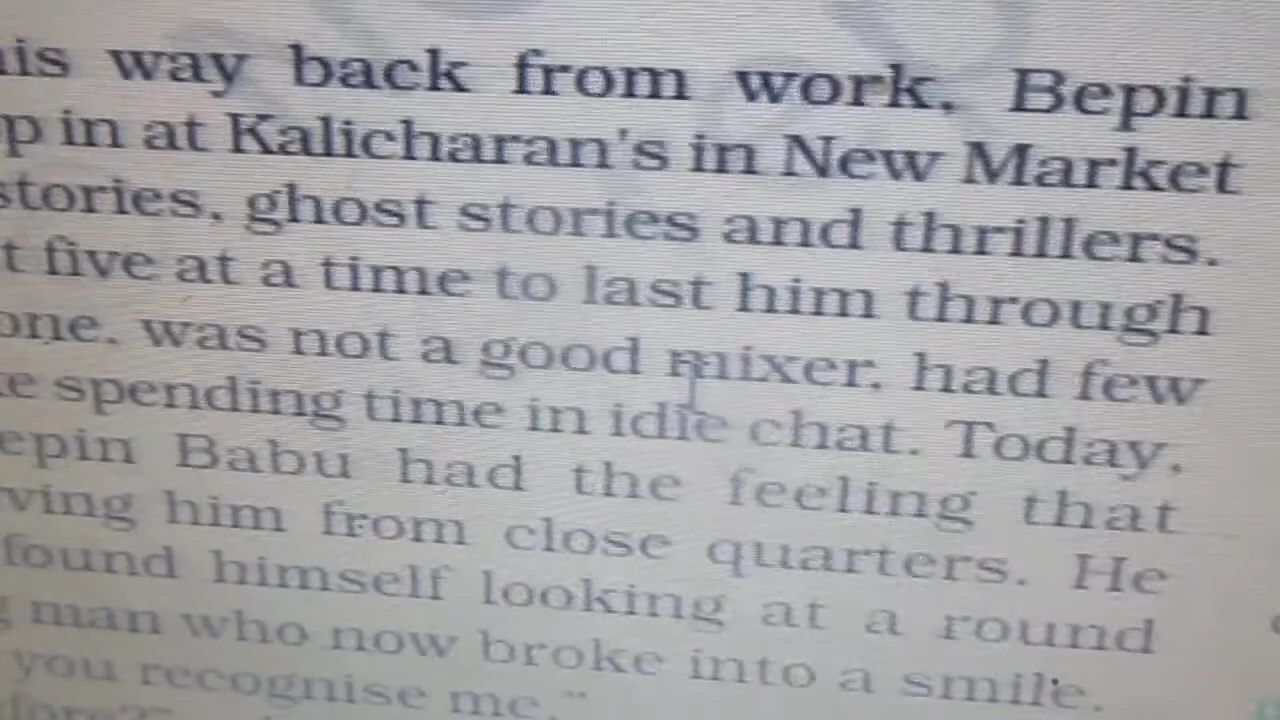 is way back from work, Bepin
p in at Kalicharan's in New Market
stories, ghost stories and thrillers.
t five at a time to last him through
one, was not a good mixer, had few
e spending time in idle chat. Today,
epin Babu had the feeling that
ving him from close quarters. He
found himself looking at a round
g man who now broke into a smile.
you recognise me."